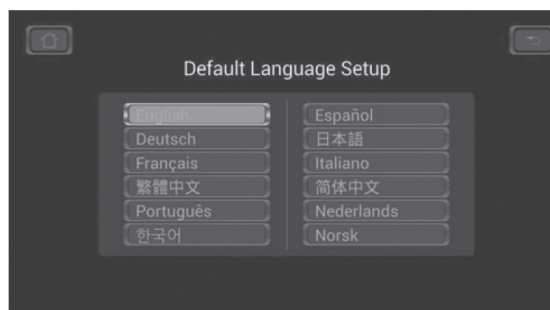 Default Language Setup
English
Deutsch
Français
繁體中文
Português
한국어
Español
日本語
Italiano
简体中文
Nederlands
Norsk